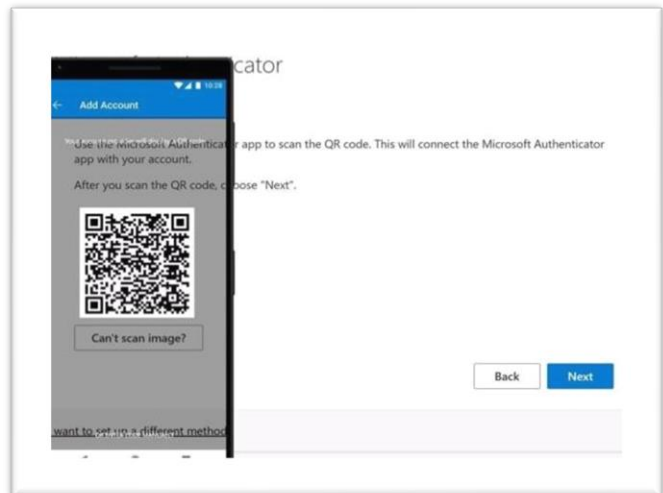 cator
10:28
Add Account
Use the Microsoft Authenticator app to scan the QR code. This will connect the Microsoft Authenticator
app with your account.
After you scan the QR code, choose "Next".
Can't scan image?
Back Next
want to set up a different method